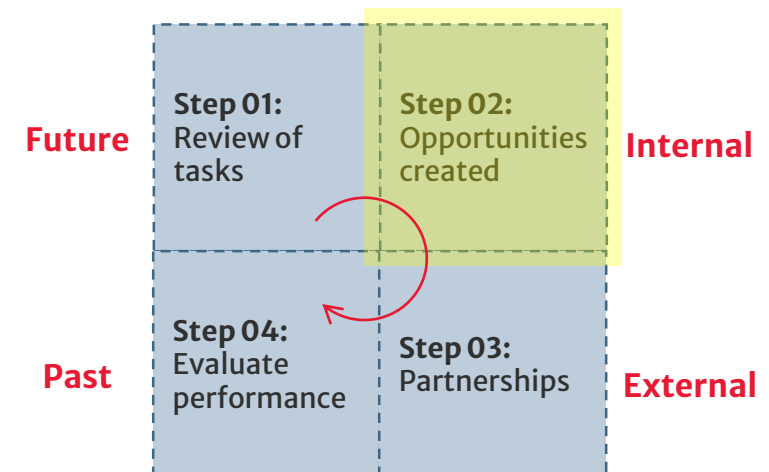 Future
Step 01:
Review of
tasks
Step 02:
Opportunities
created
Internal
Past
Step 04:
Evaluate
performance
Step 03:
Partnerships
External